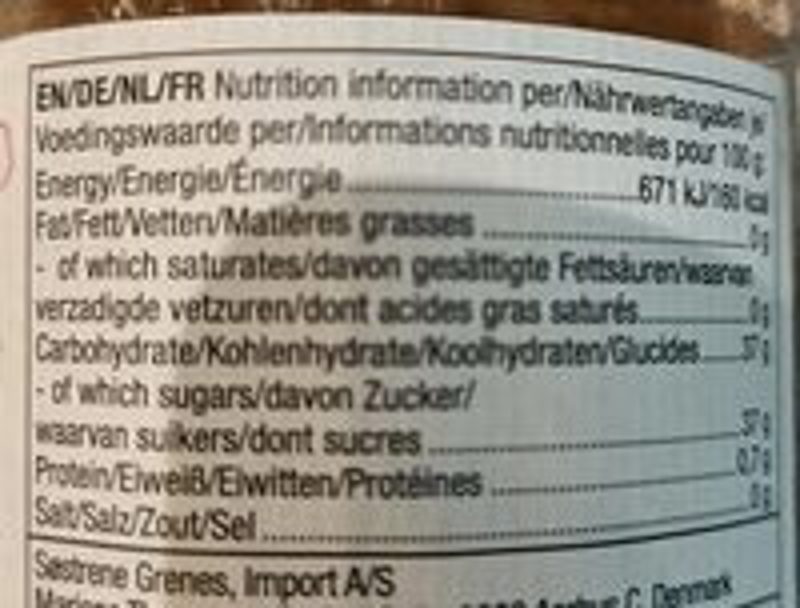 EN/DE/NL/FR Nutrition information per/Nährwertangaben je/
Voedingswaarde per/Informations nutritionnelles pour 100 g:
Energy/Energie/Énergie..............671 kJ/160 kcal
Fat/Fett/Vetten/Matières grasses ..............0 g
- of which saturates/davon gesättigte Fettsäuren/waarvan
verzadigde vetzuren/dont acides gras saturés..............0 g
Carbohydrate/Kohlenhydrate/Koolhydraten/Glucides.....37 g
- of which sugars/davon Zucker/
waarvan suikers/dont sucres ..............37 g
Protein/Eiweiß/Eiwitten/Protéines ..............0,7 g
Salt/Salz/Zout/Sel ..............0 g
Søstrene Grenes, Import A/S
Aarhus C, Denmark